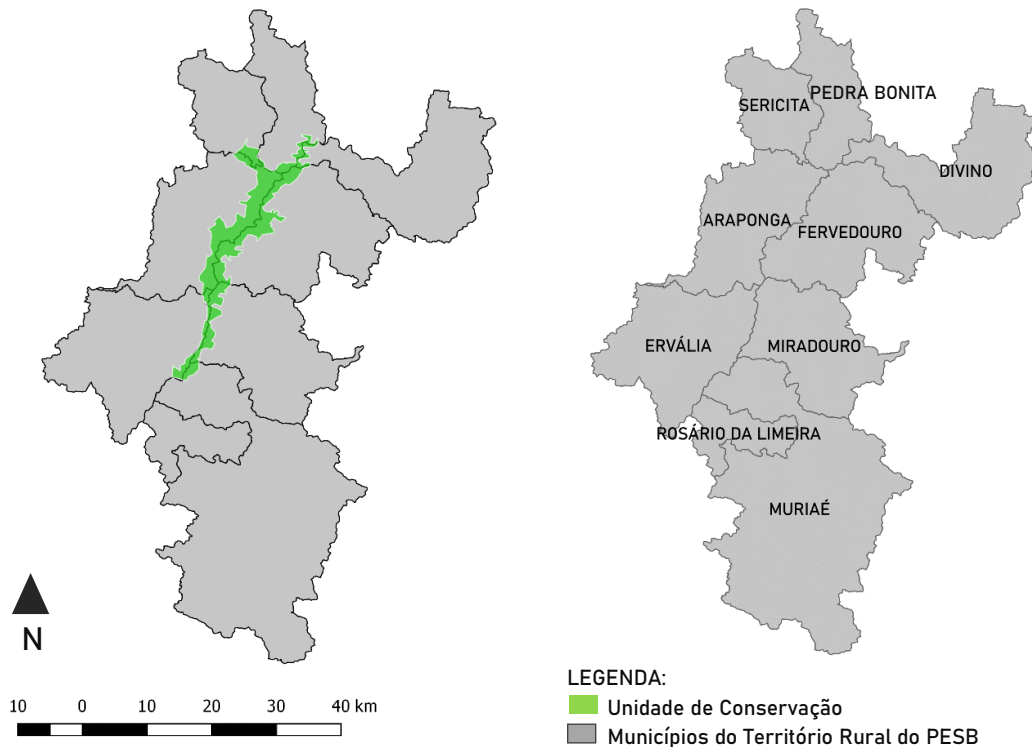 PEDRA BONITA
SERICITA
DIVINO
ARAPONGA
FERVEDOURO
ERVÁLIA
MIRADOURO
ROSÁRIO DA LIMEIRA
MURIAÉ
N
10 0 10 20 30 40 km
LEGENDA:
Unidade de Conservação
Municípios do Território Rural do PESB